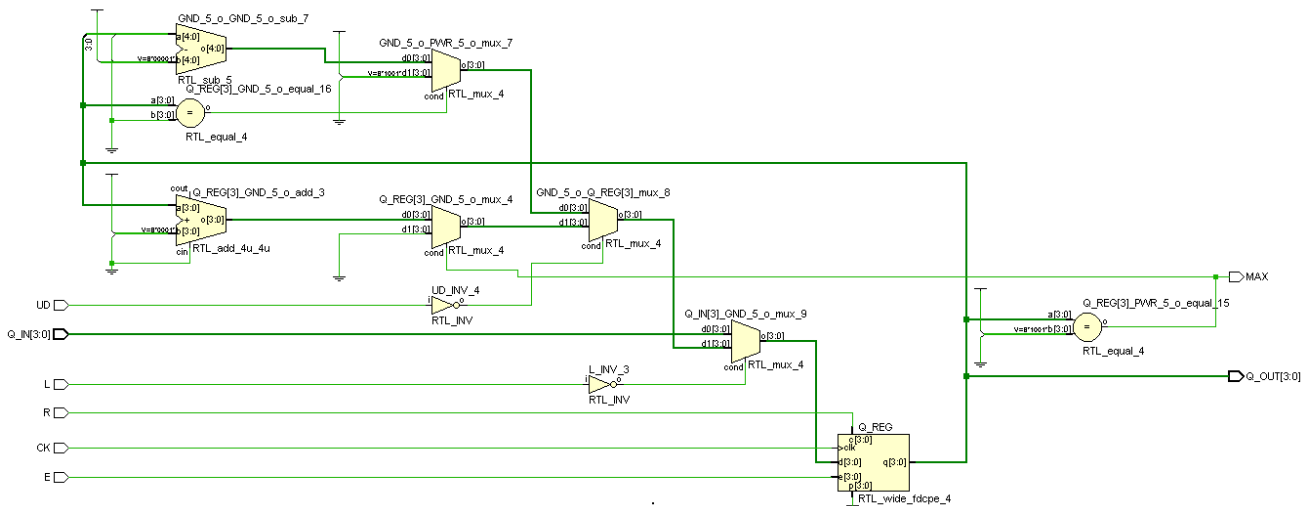 GND_5_o_GND_5_o_sub_7
3:0
a[4:0]
-
o[4:0]
b[4:0]
RTL_sub_5
GND_5_o_PWR_5_o_mux_7
d0[3:0]
V=B"1001"
d1[3:0]
o[3:0]
cond
RTL_mux_4
Q_REG[3]_GND_5_o_equal_16
a[3:0]
=
o
b[3:0]
RTL_equal_4
cout
Q_REG[3]_GND_5_o_add_3
a[3:0]
+
o[3:0]
V=B"0001"
b[3:0]
cin
RTL_add_4u_4u
Q_REG[3]_GND_5_o_mux_4
d0[3:0]
d1[3:0]
o[3:0]
cond
RTL_mux_4
GND_5_o_Q_REG[3]_mux_8
d0[3:0]
d1[3:0]
o[3:0]
cond
RTL_mux_4
MAX
UD
UD_INV_4
i
o
RTL_INV
Q_REG[3]_PWR_5_o_equal_15
a[3:0]
=
o
V=B"1001"
b[3:0]
RTL_equal_4
Q_IN[3:0]
Q_IN[3]_GND_5_o_mux_9
d0[3:0]
d1[3:0]
o[3:0]
cond
RTL_mux_4
L
L_INV_3
i
o
RTL_INV
Q_OUT[3:0]
R
Q_REG
c[3:0]
CK
clk
d[3:0]
q[3:0]
E
e[3:0]
p[3:0]
RTL_wide_fdcpe_4